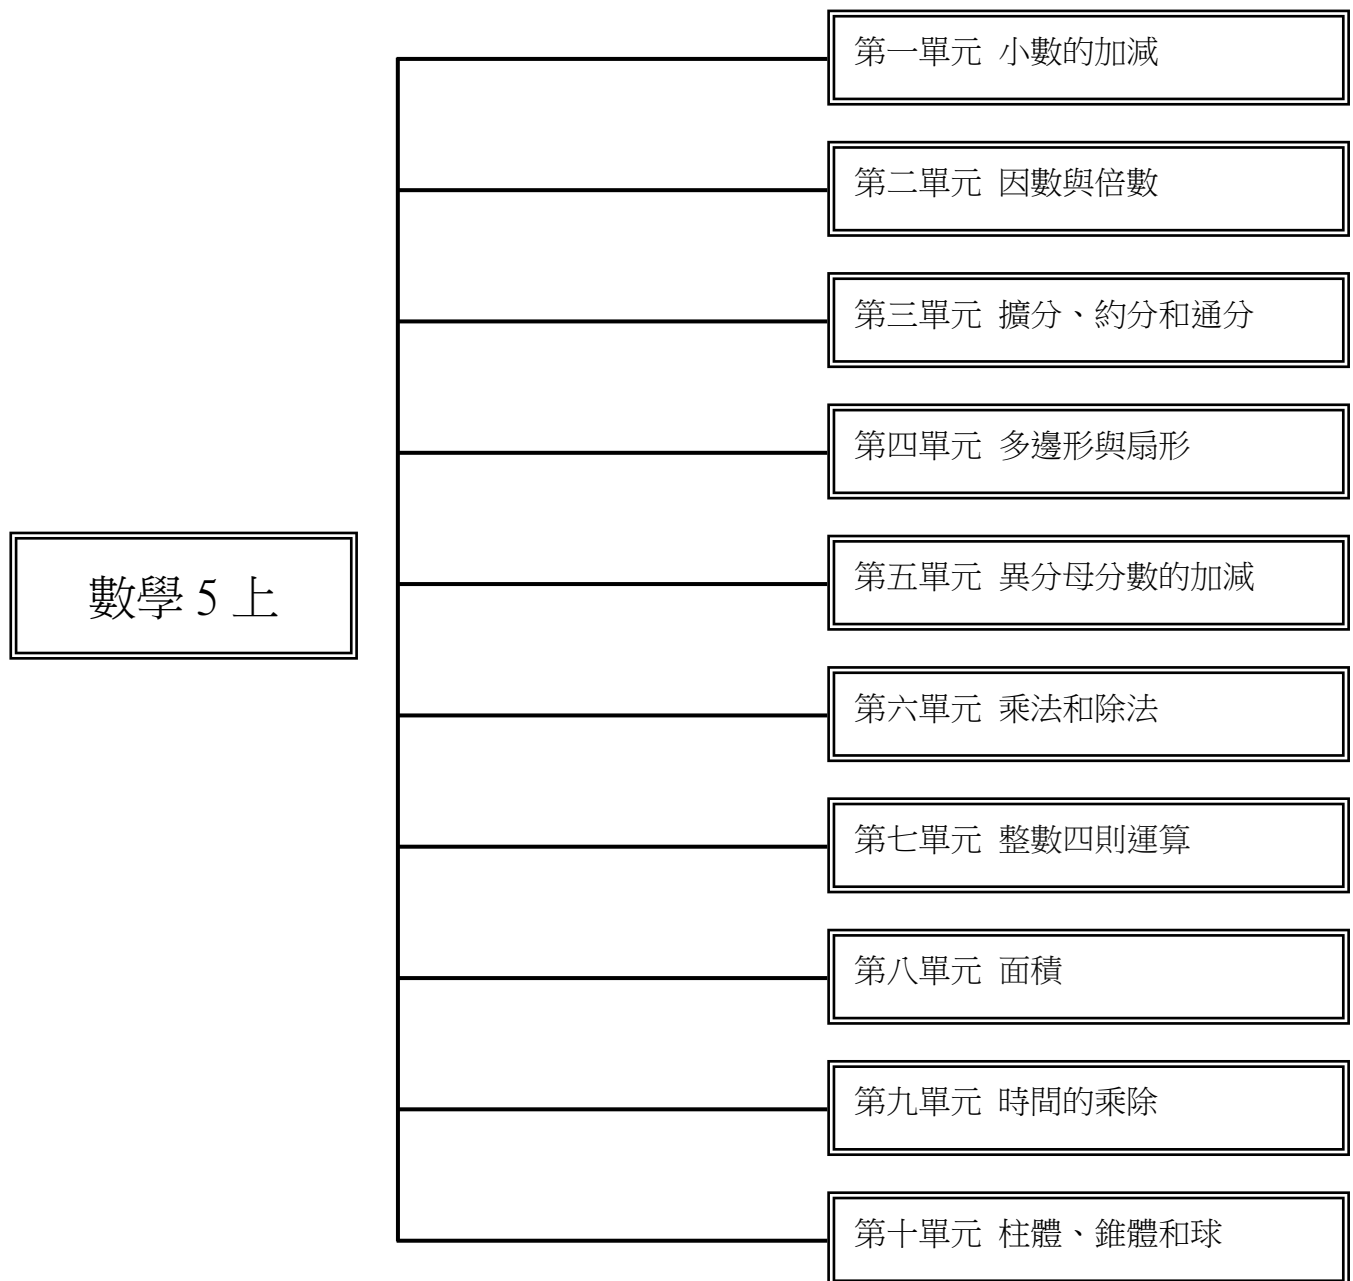 第一單元 小數的加減
第二單元 因數與倍數
第三單元 擴分、約分和通分
第四單元 多邊形與扇形
第五單元 異分母分數的加減
數學 5 上
第六單元 乘法和除法
第七單元 整數四則運算
第八單元 面積
第九單元 時間的乘除
第十單元 柱體、錐體和球